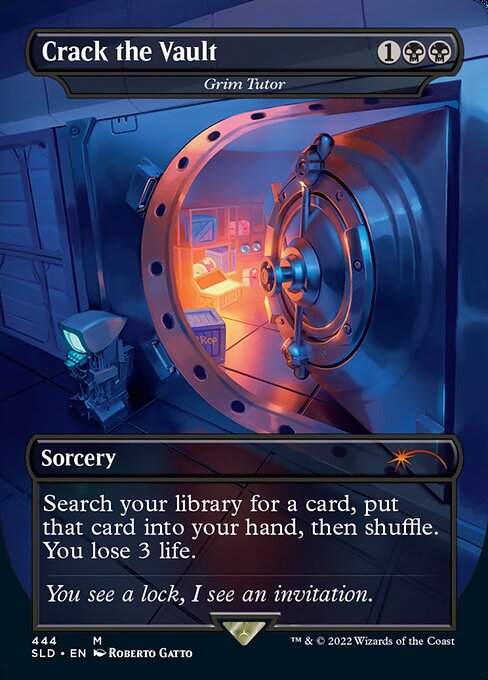 Crack the Vault 1
Grim Tutor
Sorcery
Search your library for a card, put
that card into your hand, then shuffle.
You lose 3 life.
You see a lock, I see an invitation.
444 M
SLD • EN Roberto Gatto
™ & © 2022 Wizards of the Coast